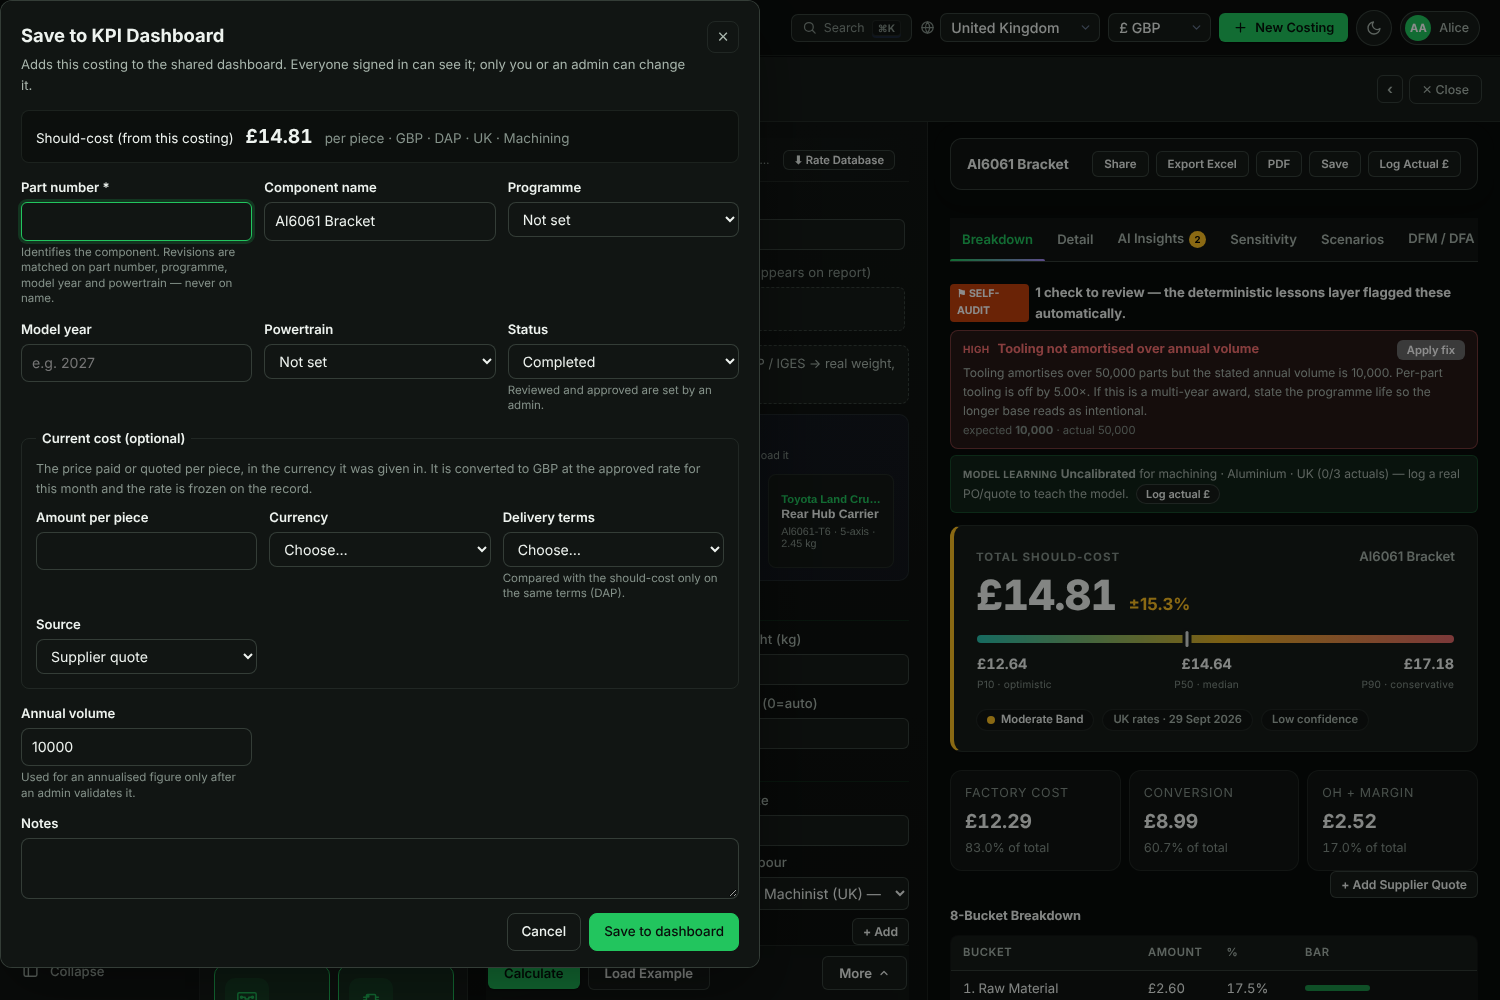 Save to KPI Dashboard
Adds this costing to the shared dashboard. Everyone signed in can see it; only you or an admin can change
it.
Should-cost (from this costing) £14.81 per piece · GBP · DAP · UK · Machining
Part number *
Component name
Programme
AI6061 Bracket
Not set
Identifies the component. Revisions are
matched on part number, programme,
model year and powertrain — never on
name.
Model year
Powertrain
Status
e.g. 2027
Not set
Completed
Reviewed and approved are set by an
admin.
Current cost (optional)
The price paid or quoted per piece, in the currency it was given in. It is converted to GBP at the approved rate for
this month and the rate is frozen on the record.
Amount per piece
Currency
Delivery terms
Choose...
Choose...
Compared with the should-cost only on
the same terms (DAP).
Source
Supplier quote
Annual volume
10000
Used for an annualised figure only after
an admin validates it.
Notes
Cancel
Save to dashboard
Search ⌘K
United Kingdom
£ GBP
+ New Costing
AA Alice
‹
✕ Close
... ⬇ Rate Database
ppears on report)
P / IGES → real weight,
oad it
Toyota Land Cru...
Rear Hub Carrier
AI6061-T6 · 5-axis ·
2.45 kg
ht (kg)
(0=auto)
e
bour
Machinist (UK) —
+ Add
Collapse
Calculate
Load Example
More
AI6061 Bracket
Share
Export Excel
PDF
Save
Log Actual £
Breakdown
Detail
AI Insights 2
Sensitivity
Scenarios
DFM / DFA
⚑ SELF-
AUDIT
1 check to review — the deterministic lessons layer flagged these
automatically.
HIGH Tooling not amortised over annual volume
Apply fix
Tooling amortises over 50,000 parts but the stated annual volume is 10,000. Per-part
tooling is off by 5.00×. If this is a multi-year award, state the programme life so the
longer base reads as intentional.
expected 10,000 · actual 50,000
MODEL LEARNING Uncalibrated for machining · Aluminium · UK (0/3 actuals) — log a real
PO/quote to teach the model. Log actual £
TOTAL SHOULD-COST
AI6061 Bracket
£14.81 ±15.3%
£12.64
£14.64
£17.18
P10 · optimistic
P50 · median
P90 · conservative
Moderate Band
UK rates · 29 Sept 2026
Low confidence
FACTORY COST
£12.29
83.0% of total
CONVERSION
£8.99
60.7% of total
OH + MARGIN
£2.52
17.0% of total
+ Add Supplier Quote
8-Bucket Breakdown
BUCKET AMOUNT % BAR
1. Raw Material £2.60 17.5%